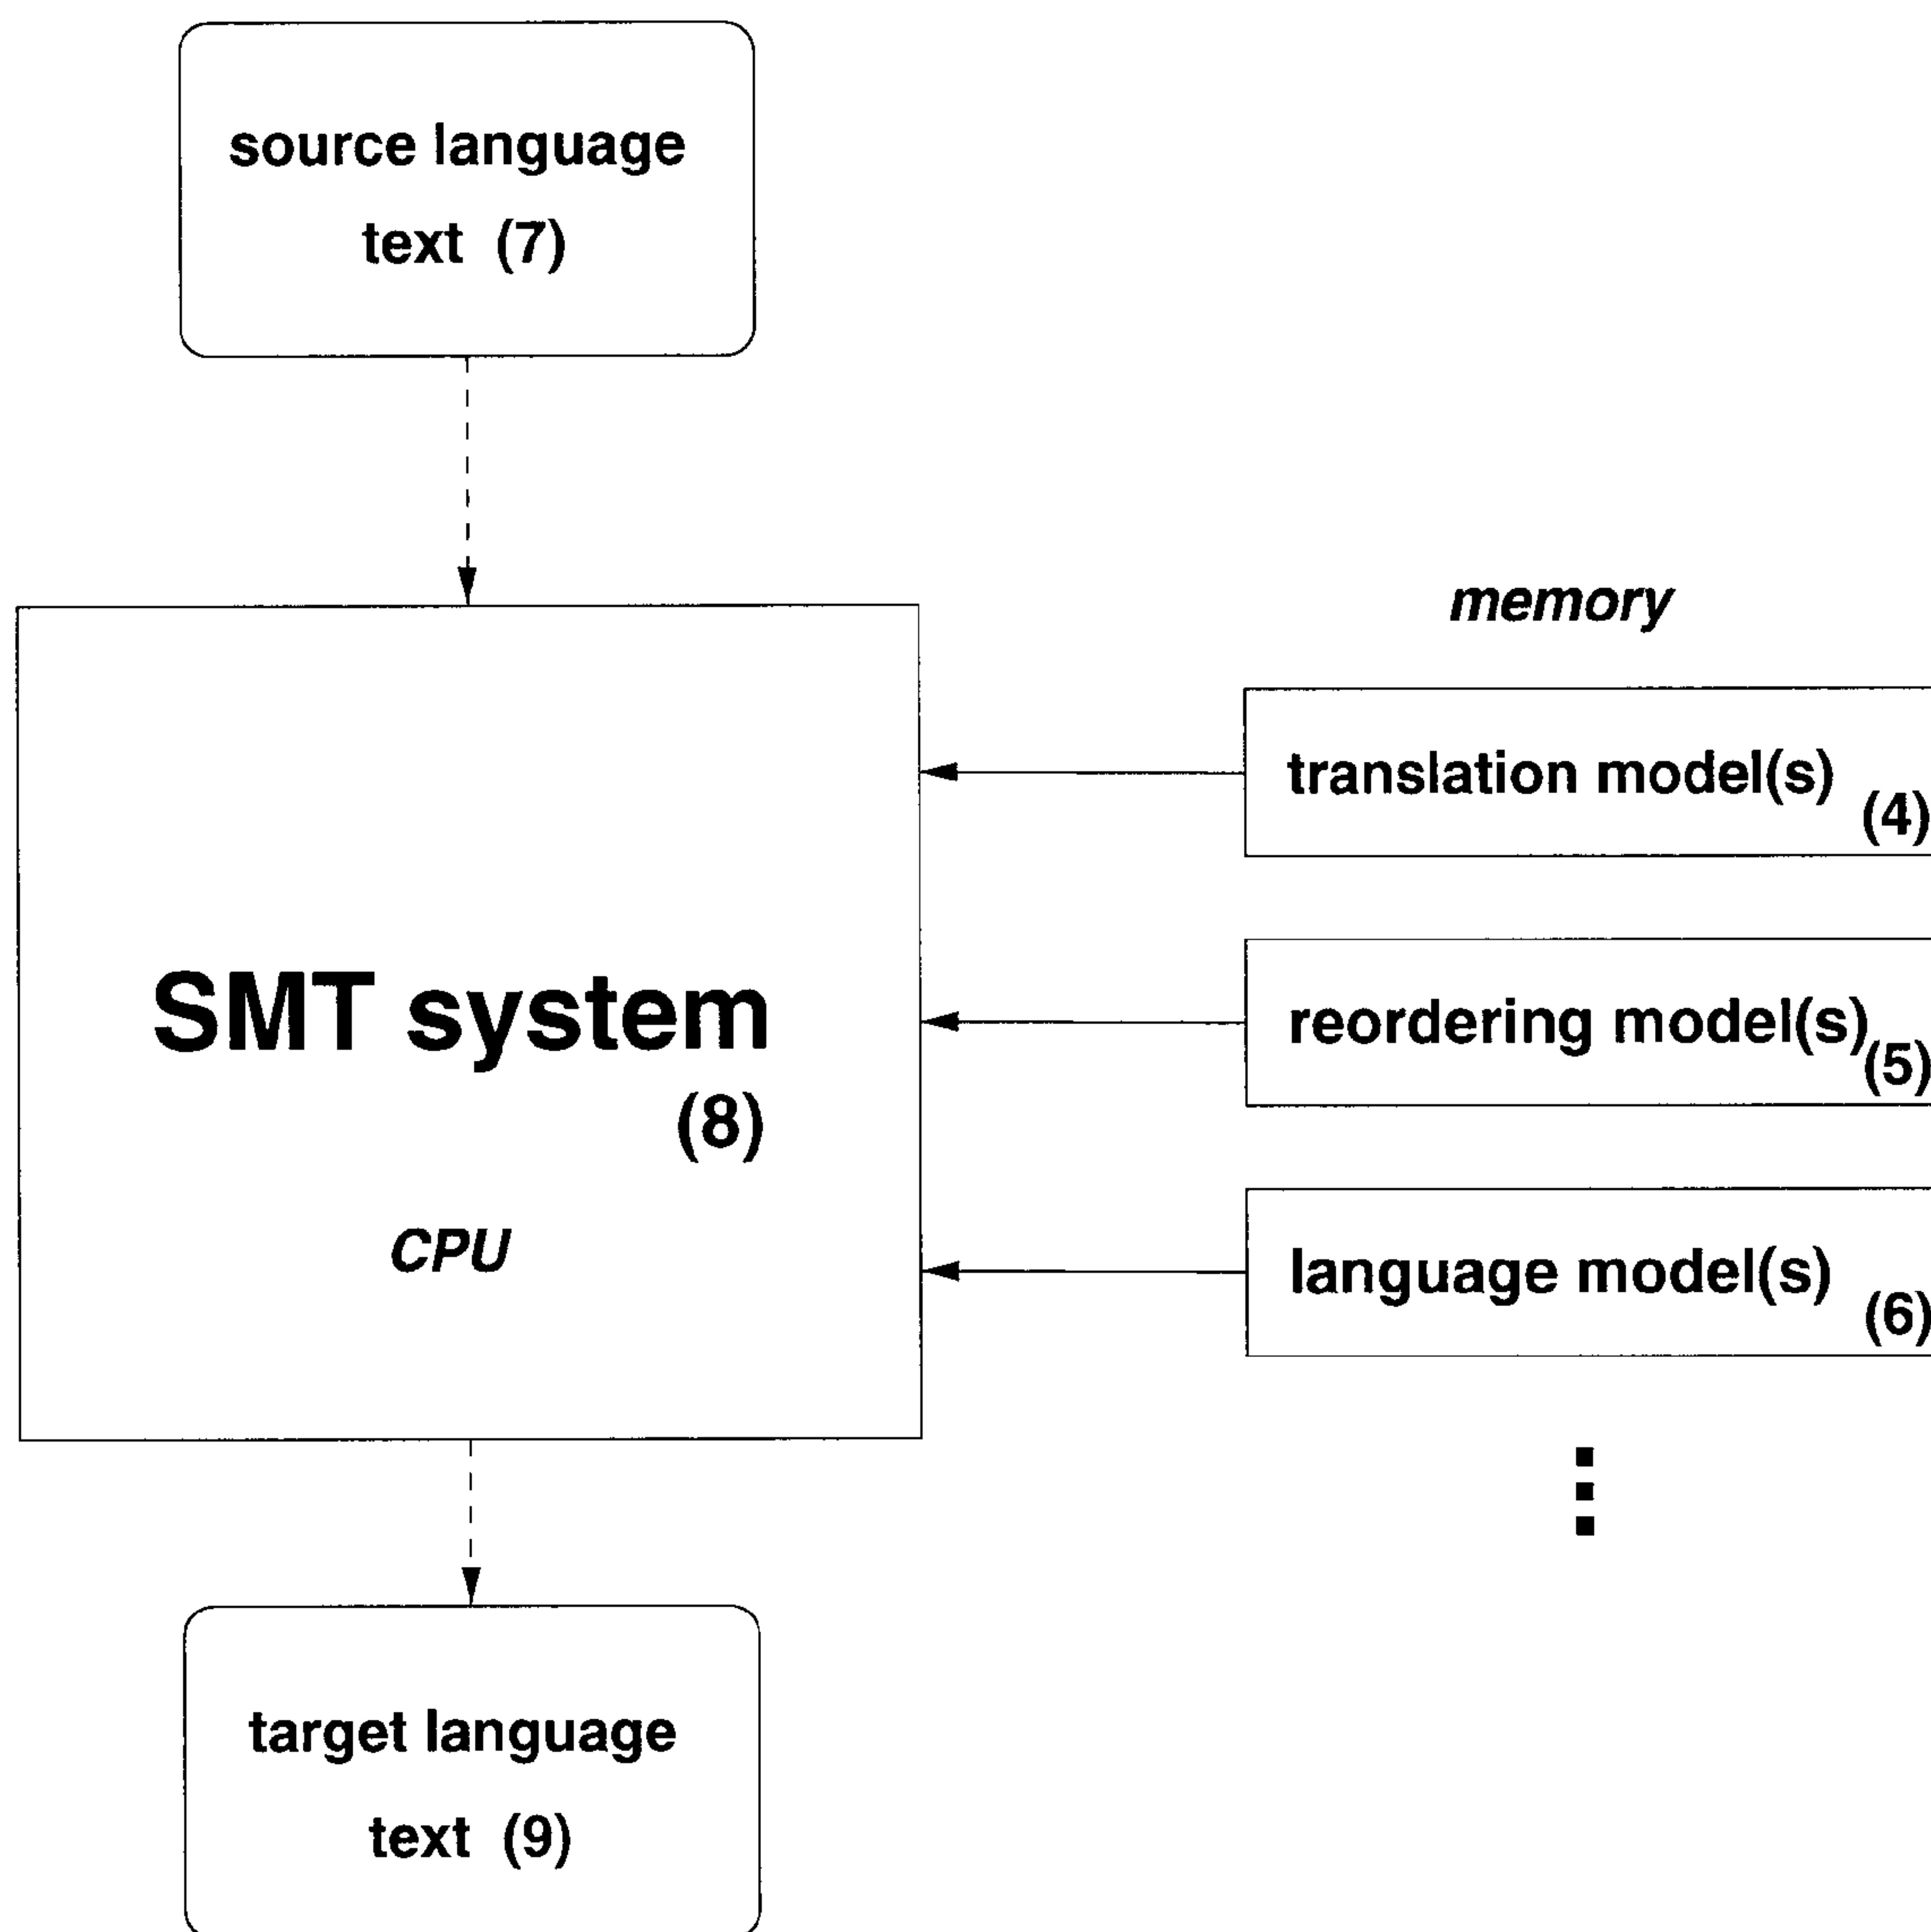 source language
text (7)
memory
translation model(s)
(4)
reordering model(s)
(5)
SMT system
(8)
CPU
language model(s)
(6)
target language
text (9)